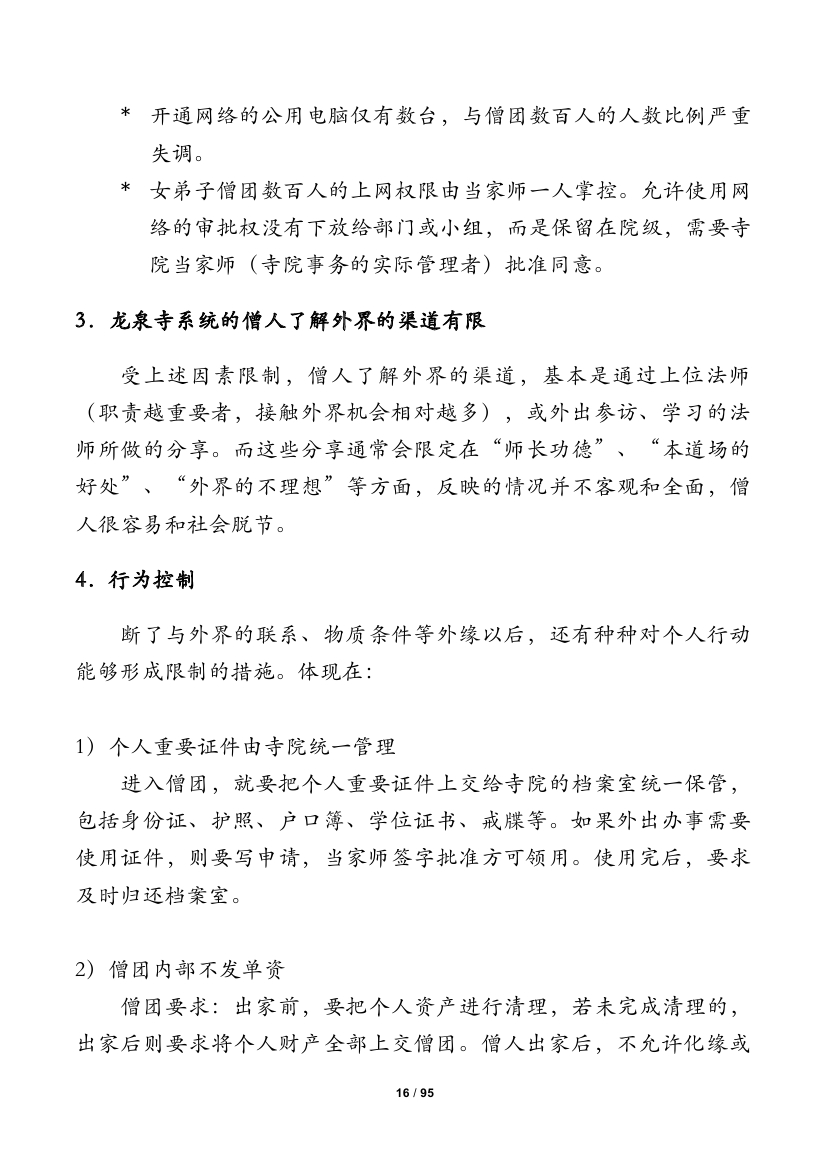 * 开通网络的公用电脑仅有数台，与僧团数百人的人数比例严重
失调。
* 女弟子僧团数百人的上网权限由当家师一人掌控。允许使用网
络的审批权没有下放给部门或小组，而是保留在院级，需要寺
院当家师（寺院事务的实际管理者）批准同意。
3．龙泉寺系统的僧人了解外界的渠道有限
受上述因素限制，僧人了解外界的渠道，基本是通过上位法师
（职责越重要者，接触外界机会相对越多），或外出参访、学习的法
师所做的分享。而这些分享通常会限定在“师长功德”、“本道场的
好处”、“外界的不理想”等方面，反映的情况并不客观和全面，僧
人很容易和社会脱节。
4．行为控制
断了与外界的联系、物质条件等外缘以后，还有种种对个人行动
能够形成限制的措施。体现在：
1）个人重要证件由寺院统一管理
进入僧团，就要把个人重要证件上交给寺院的档案室统一保管，
包括身份证、护照、户口簿、学位证书、戒牒等。如果外出办事需要
使用证件，则要写申请，当家师签字批准方可领用。使用完后，要求
及时归还档案室。
2）僧团内部不发单资
僧团要求：出家前，要把个人资产进行清理，若未完成清理的，
出家后则要求将个人财产全部上交僧团。僧人出家后，不允许化缘或
16 / 95